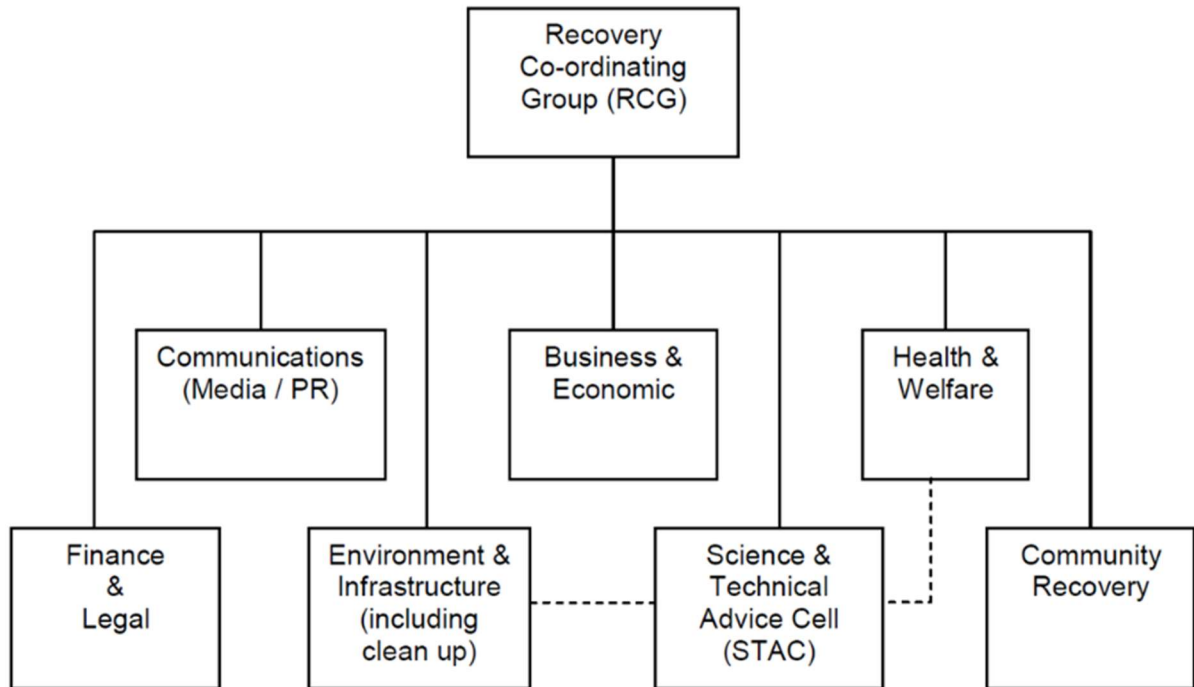 Recovery
Co-ordinating
Group (RCG)
Communications
(Media / PR)
Business &
Economic
Health &
Welfare
Finance
&
Legal
Environment &
Infrastructure
(including
clean up)
Science &
Technical
Advice Cell
(STAC)
Community
Recovery